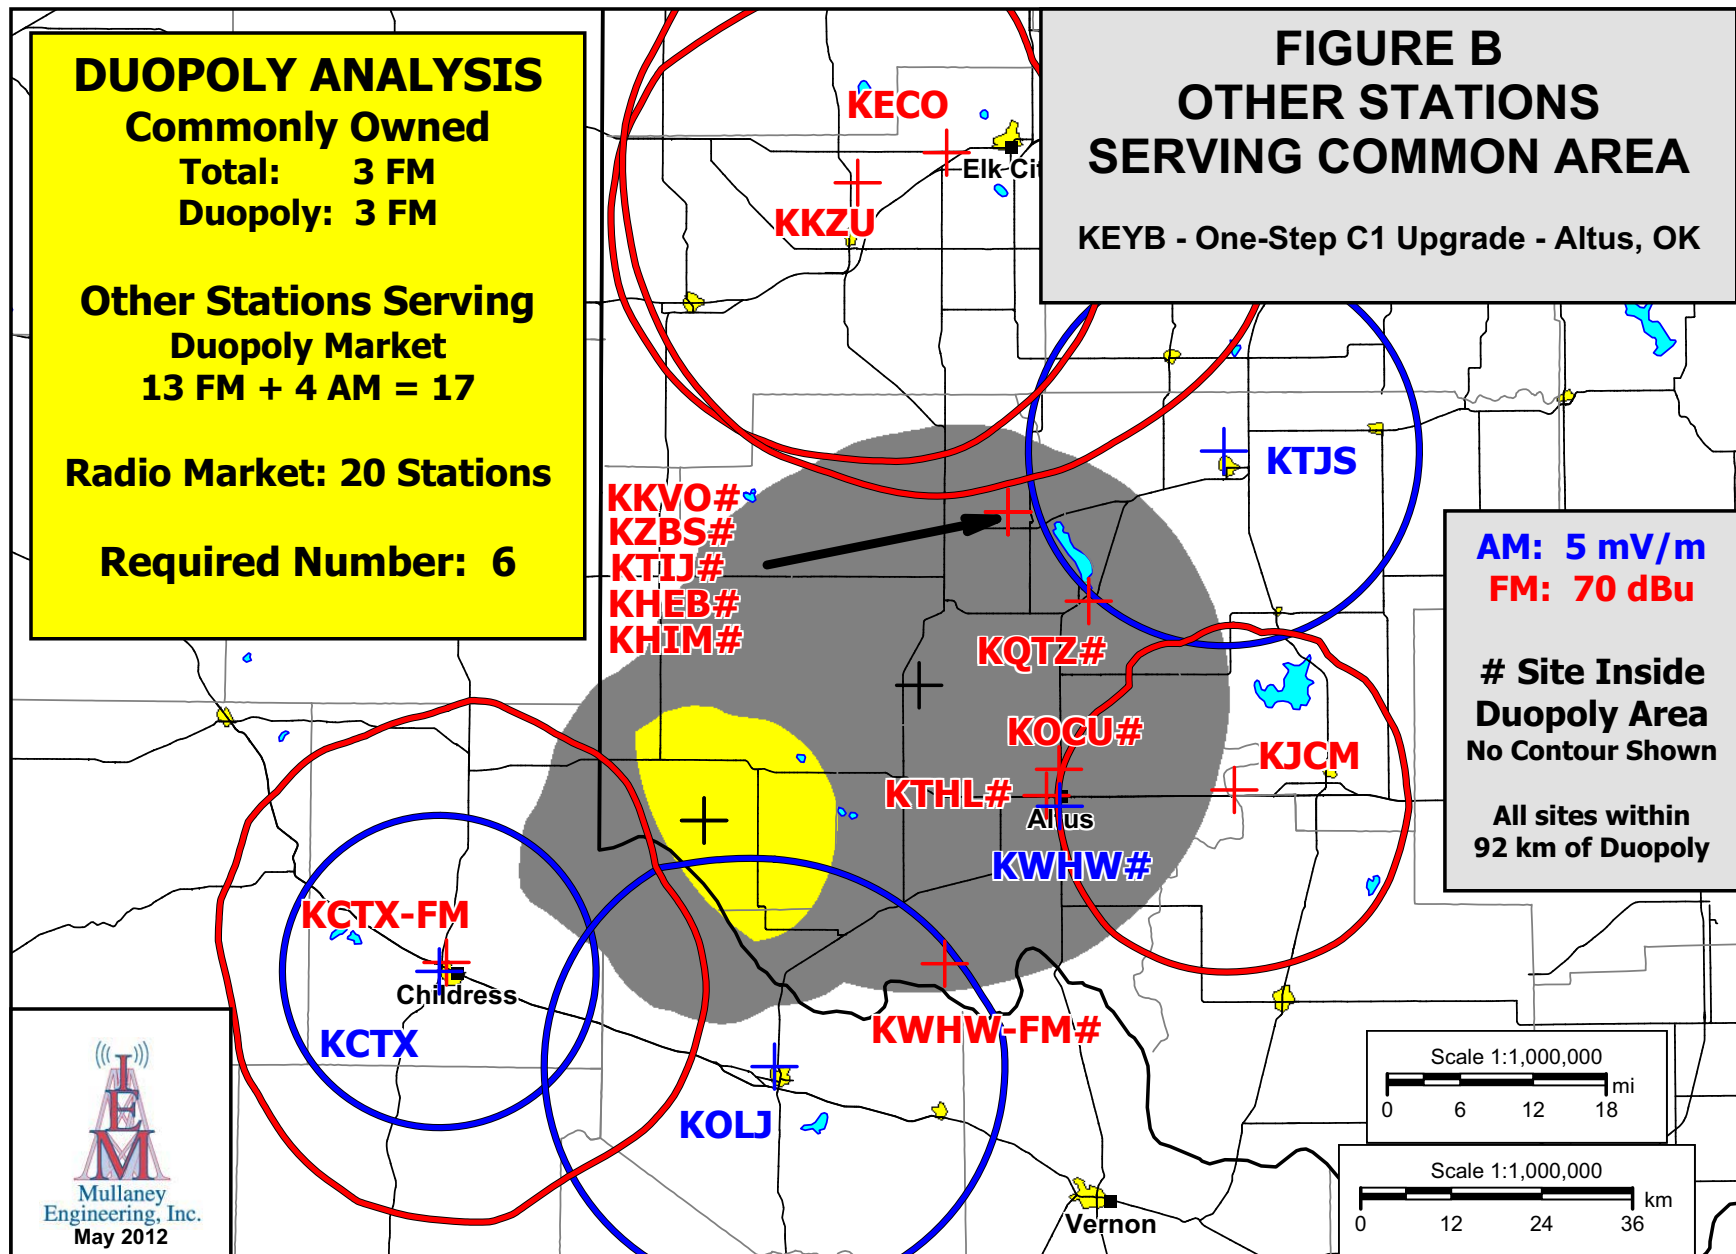 DUOPOLY ANALYSIS
Commonly Owned
Total: 3 FM
Duopoly: 3 FM
Other Stations Serving
Duopoly Market
13 FM + 4 AM = 17
Radio Market: 20 Stations
Required Number: 6
FIGURE B
OTHER STATIONS
SERVING COMMON AREA
KEYB - One-Step C1 Upgrade - Altus, OK
KECO
Elk Cit
KKZU
KTJS
KKVO#
KZBS#
KTIJ#
KHEB#
KHIM#
AM: 5 mV/m
FM: 70 dBu
# Site Inside
Duopoly Area
No Contour Shown
All sites within
92 km of Duopoly
KQTZ#
KOCU#
KJCM
KTHL#
Altus
KWHW#
KCTX-FM
Childress
KCTX
KWHW-FM#
KOLJ
Vernon
IEM
Mullaney
Engineering, Inc.
May 2012
Scale 1:1,000,000
mi
0 6 12 18
Scale 1:1,000,000
km
0 12 24 36